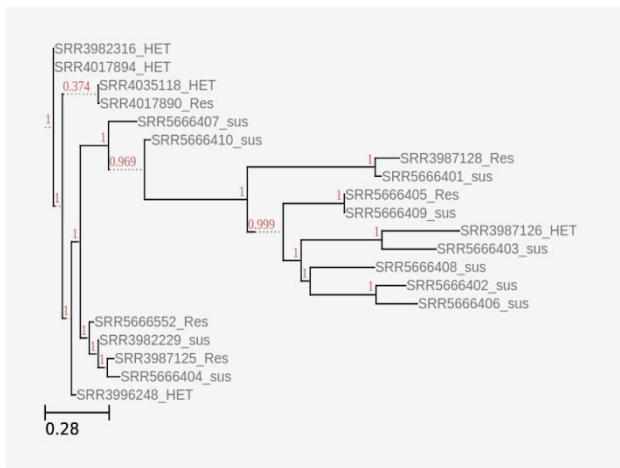 SRR3982316_HET
SRR4017894_HET
0.374 SRR4035118_HET
SRR4017890_Res
1 SRR5666407_sus
1 SRR5666410_sus
0.969
1 SRR3987128_Res
SRR5666401_sus
1 1 SRR5666405_Res
1 SRR5666409_sus
0.999
1 1 SRR3987126_HET
1 SRR5666403_sus
SRR5666408_sus
1
1 SRR5666402_sus
SRR5666406_sus
1
SRR5666552_Res
1 SRR3982229_sus
1
1 SRR3987125_Res
SRR5666404_sus
SRR3996248_HET
0.28